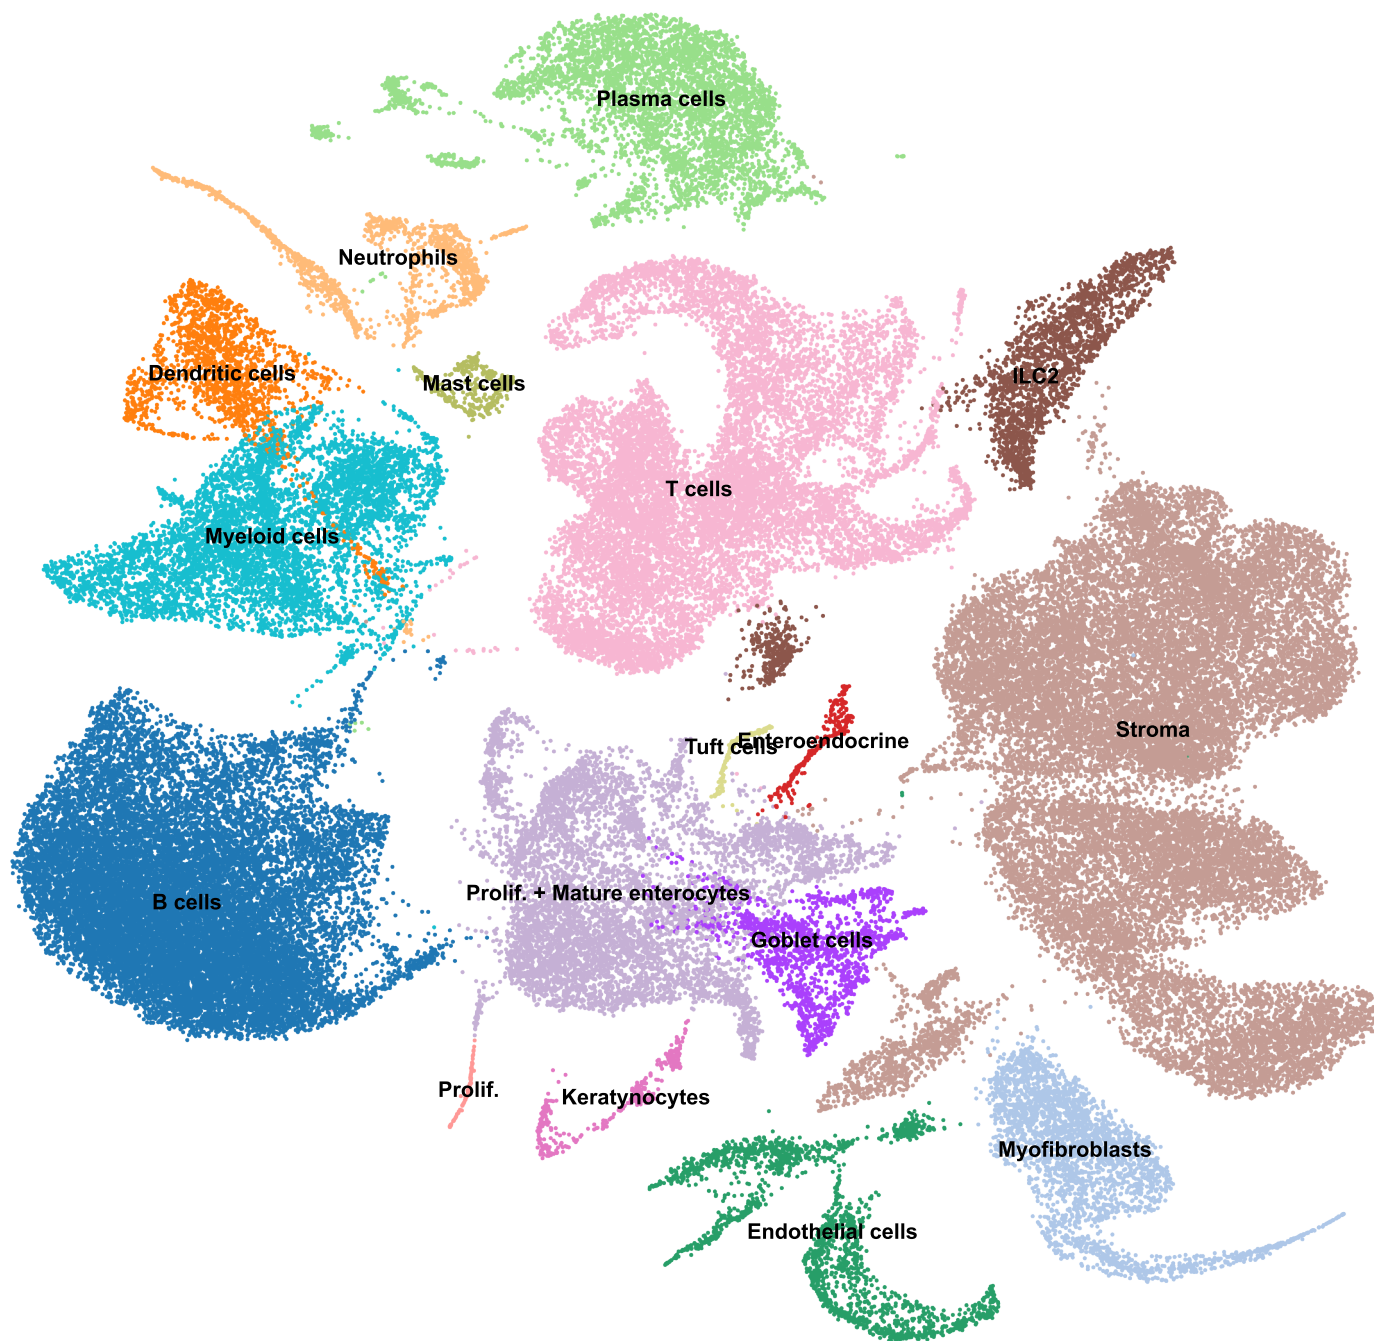 Plasma cells
Neutrophils
Dendritic cells
Mast cells
ILC2
T cells
Myeloid cells
Stroma
Tuft cells
Enteroendocrine
B cells
Prolif. + Mature enterocytes
Goblet cells
Prolif.
Keratynocytes
Myofibroblasts
Endothelial cells